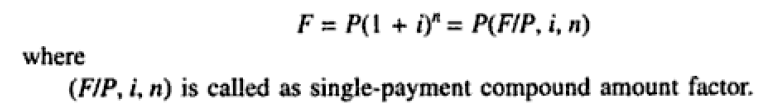 F = P(1 + i)ⁿ = P(F/P, i, n)
where
(F/P, i, n) is called as single-payment compound amount factor.